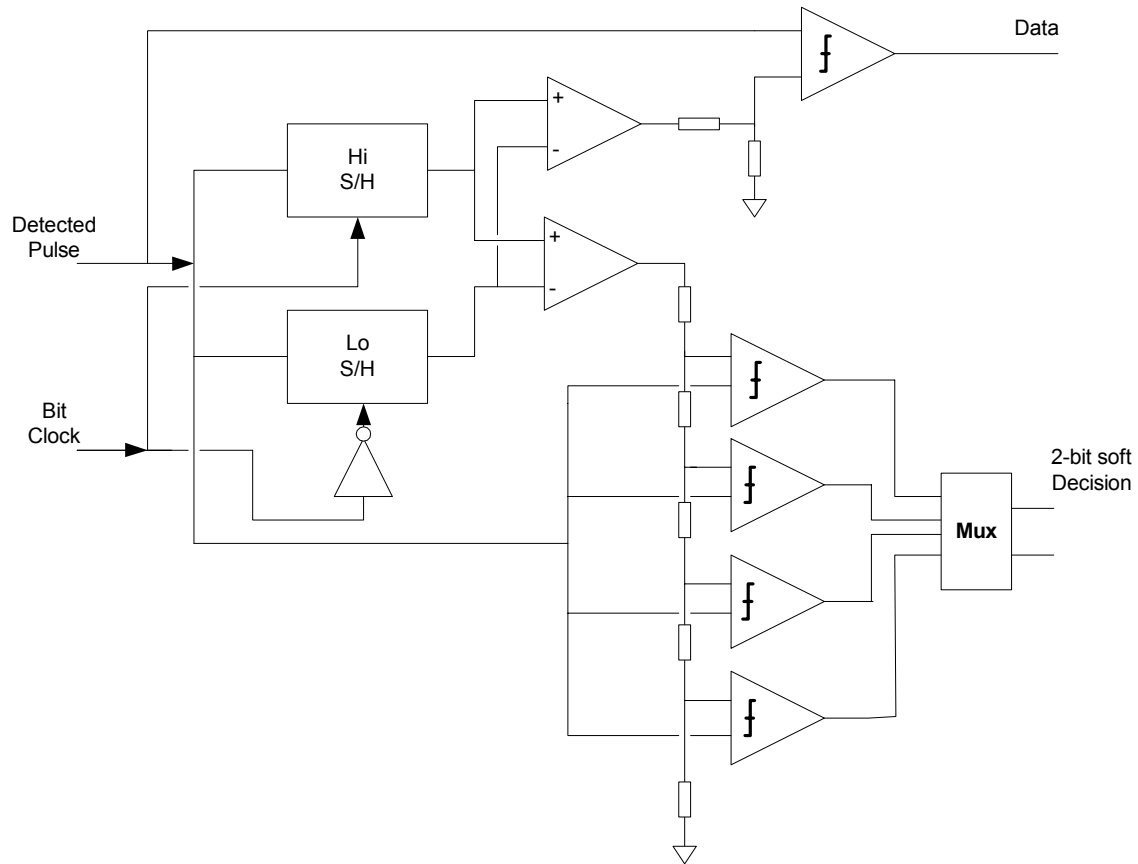 Data
+
-
Hi
S/H
Detected
Pulse
+
-
Lo
S/H
Bit
Clock
2-bit soft
Decision
Mux